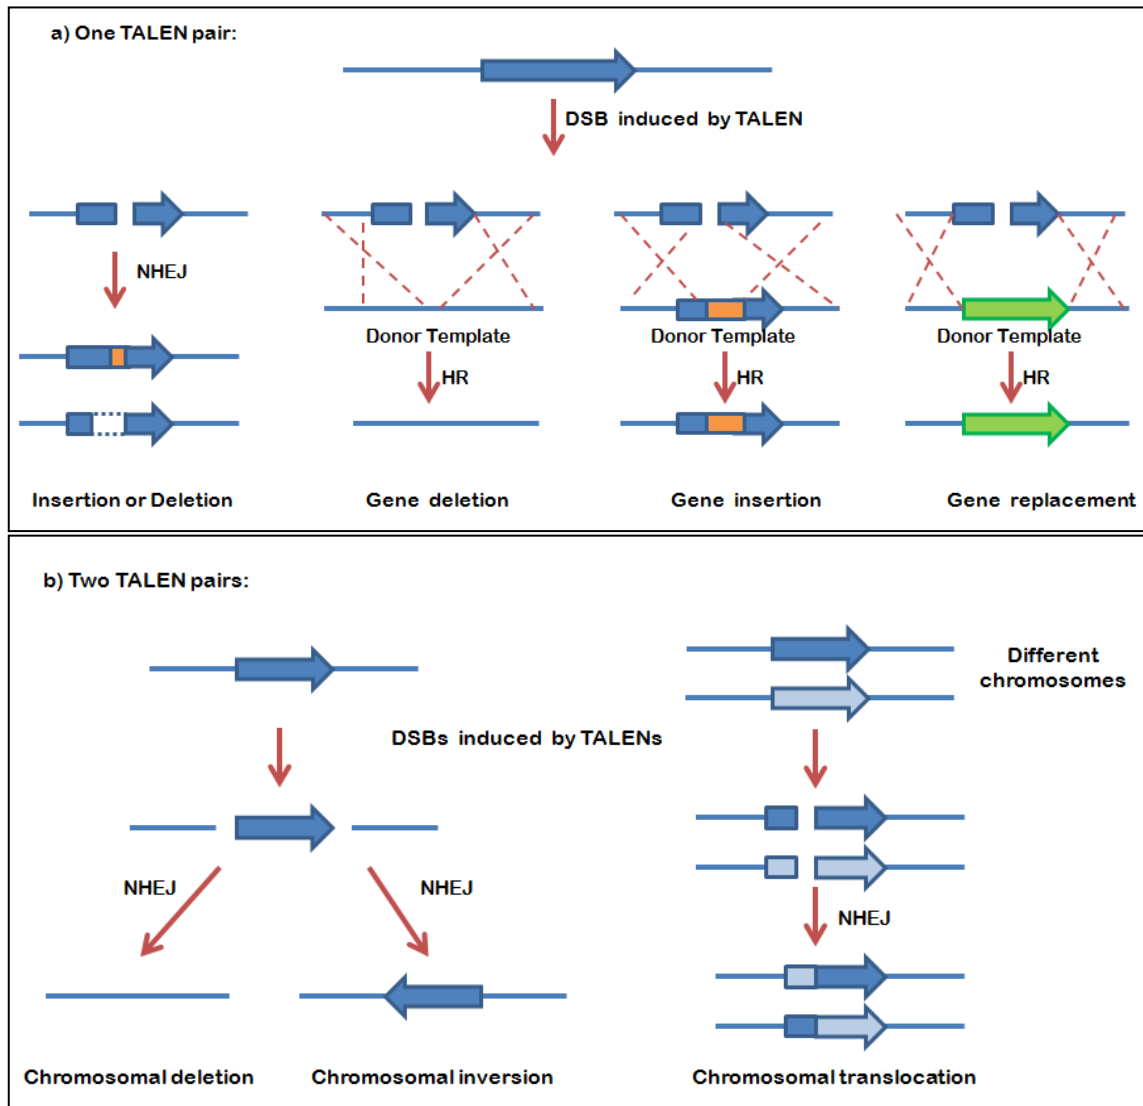 a) One TALEN pair:
DSB induced by TALEN
NHEJ
Donor Template
Donor Template
Donor Template
HR
HR
HR
Insertion or Deletion
Gene deletion
Gene insertion
Gene replacement
b) Two TALEN pairs:
Different
chromosomes
DSBs induced by TALENs
NHEJ
NHEJ
NHEJ
Chromosomal deletion
Chromosomal inversion
Chromosomal translocation